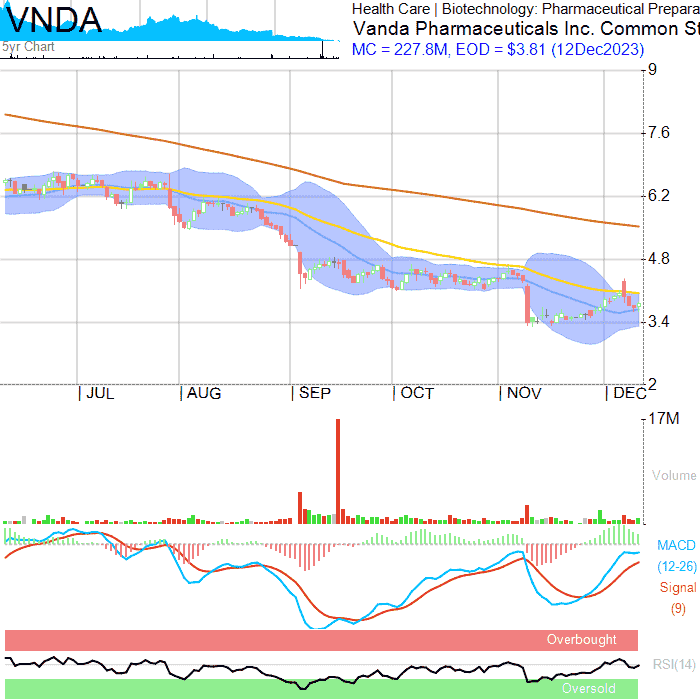 VNDA
5yr Chart
Health Care | Biotechnology: Pharmaceutical Prepara
Vanda Pharmaceuticals Inc. Common St
MC = 227.8M, EOD = $3.81 (12Dec2023)
9
7.6
6.2
4.8
3.4
2
JUL AUG SEP OCT NOV DEC
17M
Volume
MACD
(12-26)
Signal
(9)
Overbought
RSI(14)
Oversold